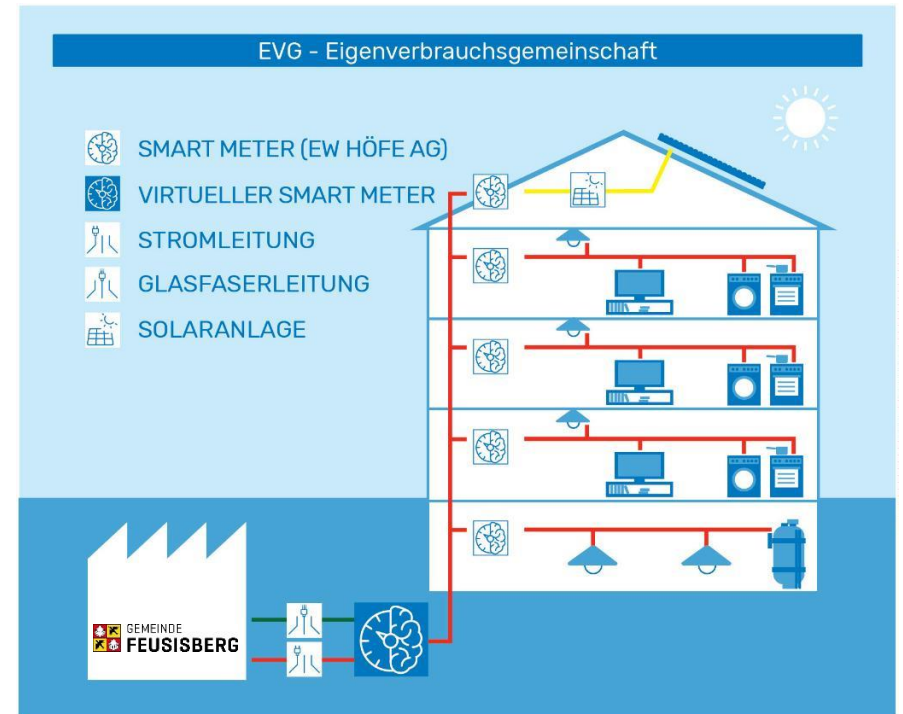 EVG - Eigenverbrauchsgemeinschaft
SMART METER (EW HÖFE AG)
VIRTUELLER SMART METER
STROMLEITUNG
GLASFASERLEITUNG
SOLARANLAGE
GEMEINDE
FEUSISBERG